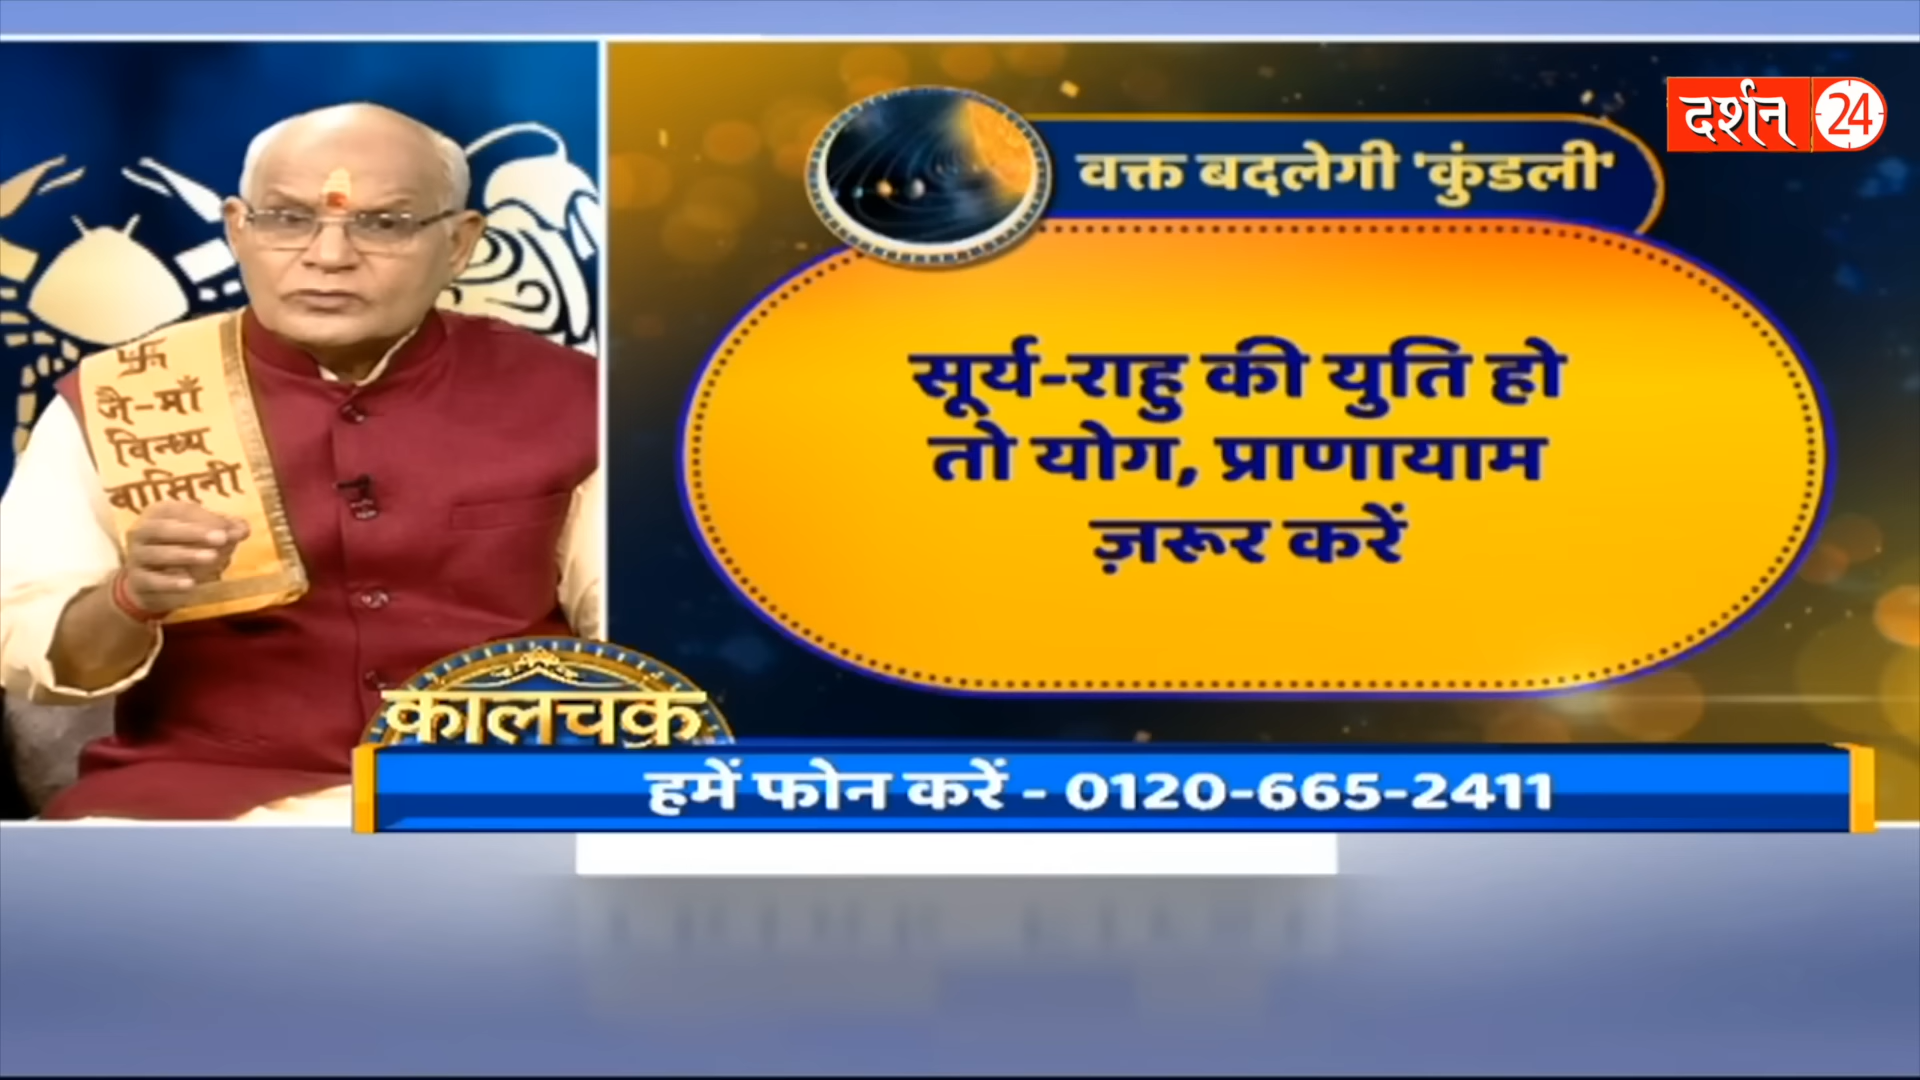 दर्शन 24
वक्त बदलेगी 'कुंडली'
सूर्य-राहु की युति हो
तो योग, प्राणायाम
ज़रूर करें
जै-माँ
विन्ध्य
वासिनी
कालचक्र
हमें फोन करें - 0120-665-2411